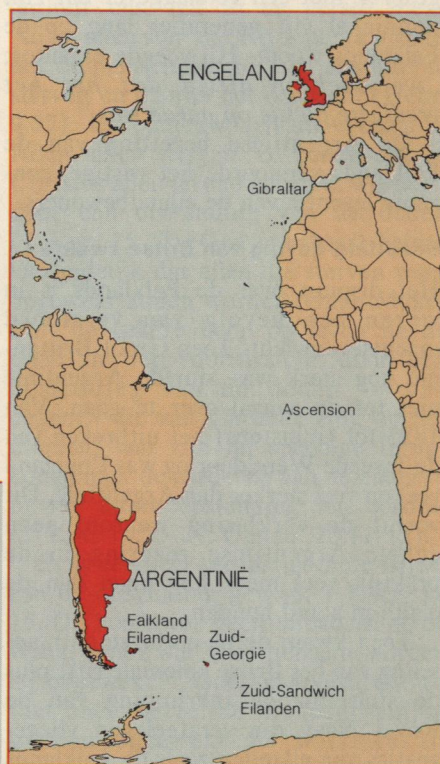 ENGELAND
Gibraltar
Ascension
ARGENTINIË
Falkland
Eilanden
Zuid-
Georgië
Zuid-Sandwich
Eilanden